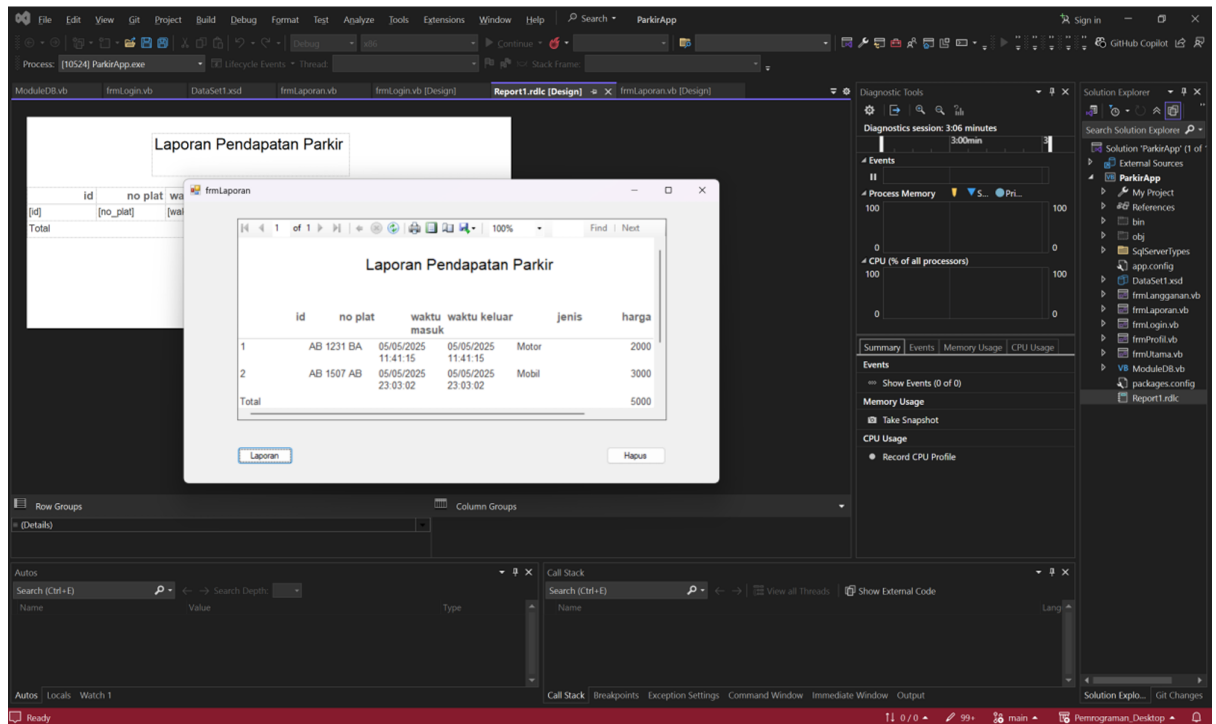 File Edit View Git Project Build Debug Format Test Analyze Tools Extensions Window Help Search ParkirApp Sign in
Debug x86 Continue GitHub Copilot
Process: [10524] ParkirApp.exe Lifecycle Events Thread: Stack Frame:
ModuleDB.vb frmLogin.vb DataSet1.xsd frmLaporan.vb frmLogin.vb [Design] Report1.rdlc [Design] frmLaporan.vb [Design]
Laporan Pendapatan Parkir
id no plat wa
[id] [no_plat] [wal
Total
frmLaporan
1 of 1 100% Find Next
Laporan Pendapatan Parkir
id no plat waktu masuk waktu keluar jenis harga
1 AB 1231 BA 05/05/2025 11:41:15 05/05/2025 11:41:15 Motor 2000
2 AB 1507 AB 05/05/2025 23:03:02 05/05/2025 23:03:02 Mobil 3000
Total 5000
Laporan Hapus
Row Groups Column Groups
(Details)
Diagnostic Tools
Diagnostics session: 3:06 minutes
3:00min 3
Events
Process Memory S... Pri...
100 100
0 0
CPU (% of all processors)
100 100
0 0
Summary Events Memory Usage CPU Usage
Events
Show Events (0 of 0)
Memory Usage
Take Snapshot
CPU Usage
Record CPU Profile
Solution Explorer
Search Solution Explorer
Solution 'ParkirApp' (1 of
External Sources
ParkirApp
My Project
References
bin
obj
SqlServerTypes
app.config
DataSet1.xsd
frmLangganan.vb
frmLaporan.vb
frmLogin.vb
frmProfil.vb
frmUtama.vb
VB ModuleDB.vb
packages.config
Report1.rdlc
Autos
Search (Ctrl+E) Search Depth:
Name Value Type
Autos Locals Watch 1
Call Stack
Search (Ctrl+E) View all Threads Show External Code
Name Lang
Call Stack Breakpoints Exception Settings Command Window Immediate Window Output
Solution Explo... Git Changes
Ready 0 / 0 99+ main Pemrograman_Desktop